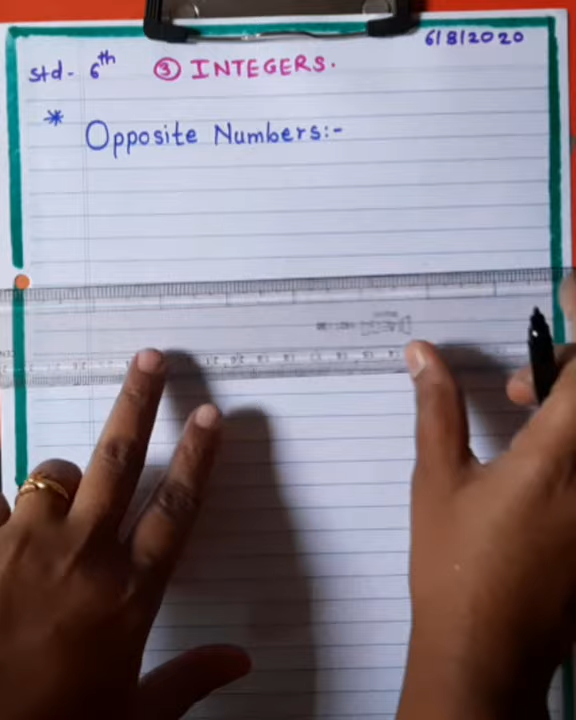 Std- 6th ③ INTEGERS. 6/8/2020
* Opposite Numbers:-